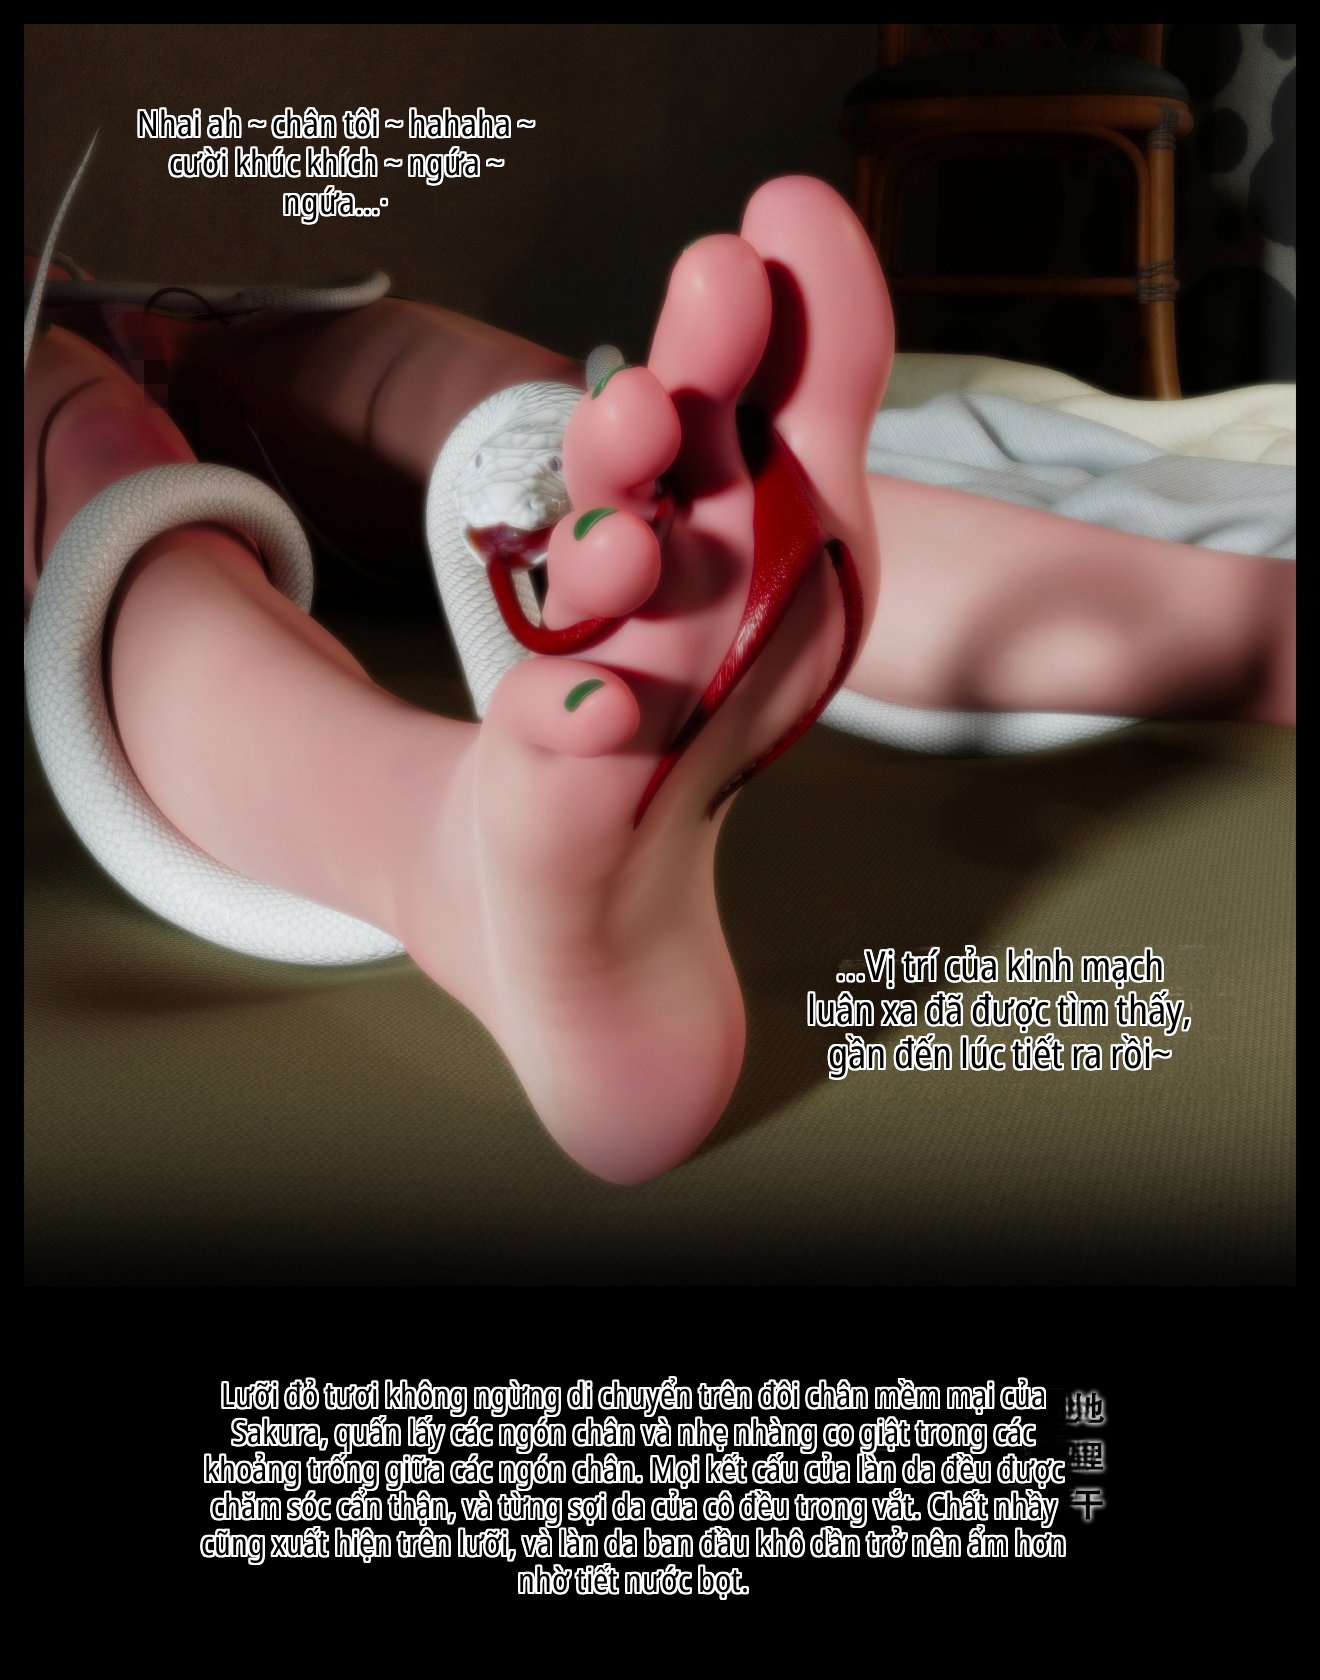 Nhai ah ~ chân tôi ~ hahaha ~
cười khúc khích ~ ngứa ~
ngứa...·
...Vị trí của kinh mạch
luân xa đã được tìm thấy,
gần đến lúc tiết ra rồi~
Lưỡi đỏ tươi không ngừng di chuyển trên đôi chân mềm mại của
Sakura, quấn lấy các ngón chân và nhẹ nhàng co giật trong các
khoảng trống giữa các ngón chân. Mọi kết cấu của làn da đều được
chăm sóc cẩn thận, và từng sợi da của cô đều trong vắt. Chất nhầy
cũng xuất hiện trên lưỡi, và làn da ban đầu khô dần trở nên ẩm hơn
nhờ tiết nước bọt.